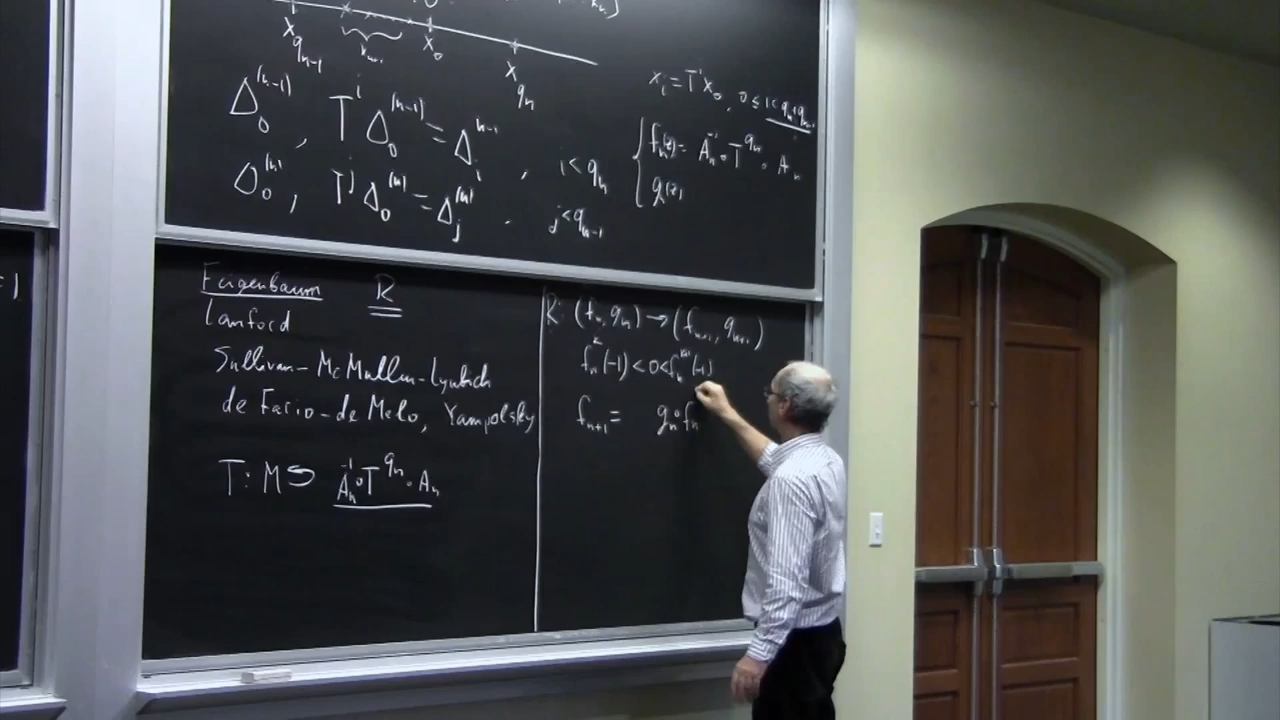 x_{q_{n-1}} x_0 x_{q_n}
Δ_0^{(n-1)}, T^i Δ_0^{(n-1)} = Δ_i^{n-1}, i < q_n
Δ_0^{(n)}, T^j Δ_0^{(n)} = Δ_j^{(n)}, j < q_{n-1}
x_i = T^i x_0, 0 ≤ i < q_n + q_{n-1}
f_n(z) = A_n^{-1} ∘ T^{q_n} ∘ A_n
g(z)
Feigenbaum R
Lanford
Sullivan - McMullen - Lyubich
de Faria - de Melo, Yampolsky
T: M↺ A_n^{-1} ∘ T^{q_n} ∘ A_n
R: (f_n, g_n) → (f_{n+1}, g_{n+1})
f_n^k(-1) < 0 < f_n^{k+1}(-1)
f_{n+1} = g_n ∘ f_n